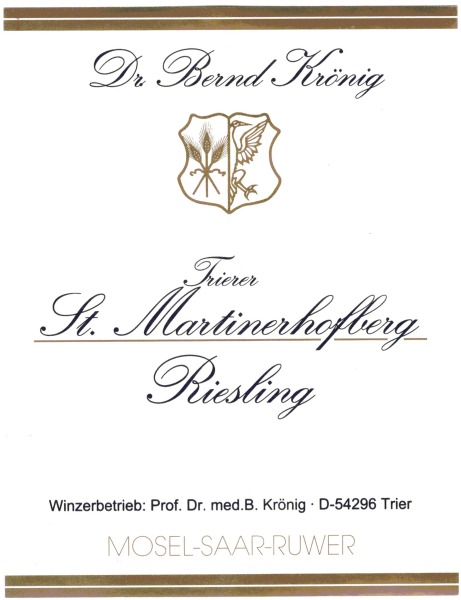 Dr. Bernd Krönig
Trierer
St. Martinerhofberg
Riesling
Winzerbetrieb: Prof. Dr. med.B. Krönig · D-54296 Trier
MOSEL-SAAR-RUWER